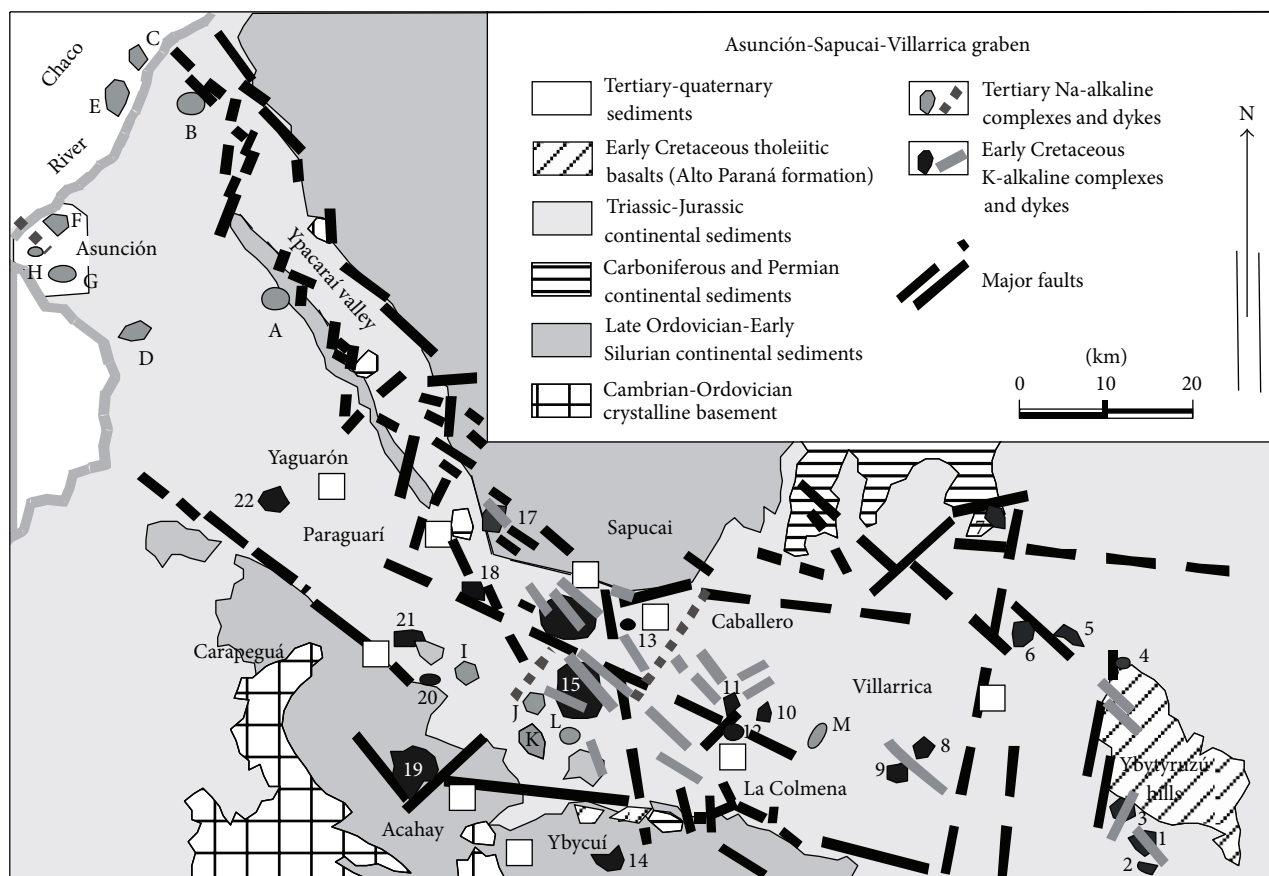 Asunción-Sapucai-Villarrica graben
Tertiary-quaternary
sediments
Early Cretaceous tholeiitic
basalts (Alto Paraná formation)
Triassic-Jurassic
continental sediments
Carboniferous and Permian
continental sediments
Late Ordovician-Early
Silurian continental sediments
Cambrian-Ordovician
crystalline basement
Tertiary Na-alkaline
complexes and dykes
Early Cretaceous
K-alkaline complexes
and dykes
Major faults
(km)
0
10
20
N
Chaco
C
E
B
River
F
Asunción
H
G
Ypacaraí valley
A
D
Yaguarón
22
Paraguarí
17
Sapucai
7
18
21
13
Caballero
5
6
Carapeguá
I
4
20
15
11
Villarrica
J
10
L
M
K
12
8
19
9
Ybytyruzú
hills
La Colmena
3
Acahay
Ybycuí
1
14
2